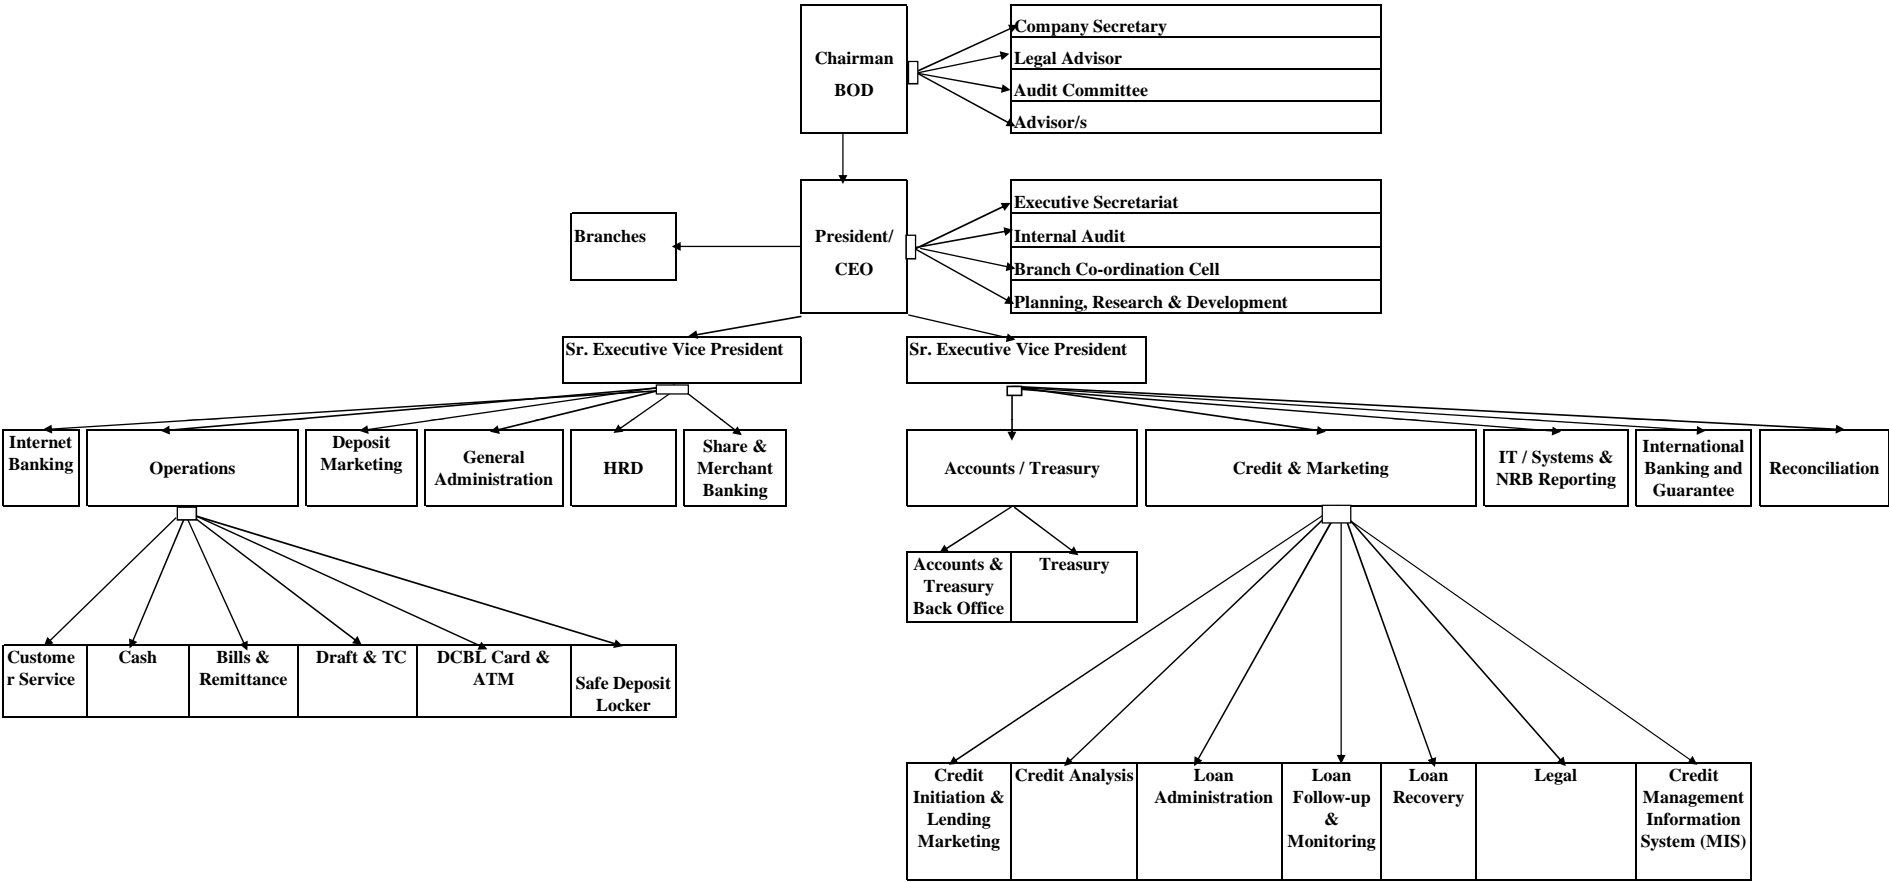 Chairman
BOD
Company Secretary
Legal Advisor
Audit Committee
Advisor/s
Branches
President/
CEO
Executive Secretariat
Internal Audit
Branch Co-ordination Cell
Planning, Research & Development
Sr. Executive Vice President
Sr. Executive Vice President
Internet
Banking
Operations
Deposit
Marketing
General
Administration
HRD
Share &
Merchant
Banking
Accounts / Treasury
Credit & Marketing
IT / Systems &
NRB Reporting
International
Banking and
Guarantee
Reconciliation
Accounts &
Treasury
Back Office
Treasury
Custome
r Service
Cash
Bills &
Remittance
Draft & TC
DCBL Card &
ATM
Safe Deposit
Locker
Credit
Initiation &
Lending
Marketing
Credit Analysis
Loan
Administration
Loan
Follow-up
&
Monitoring
Loan
Recovery
Legal
Credit
Management
Information
System (MIS)